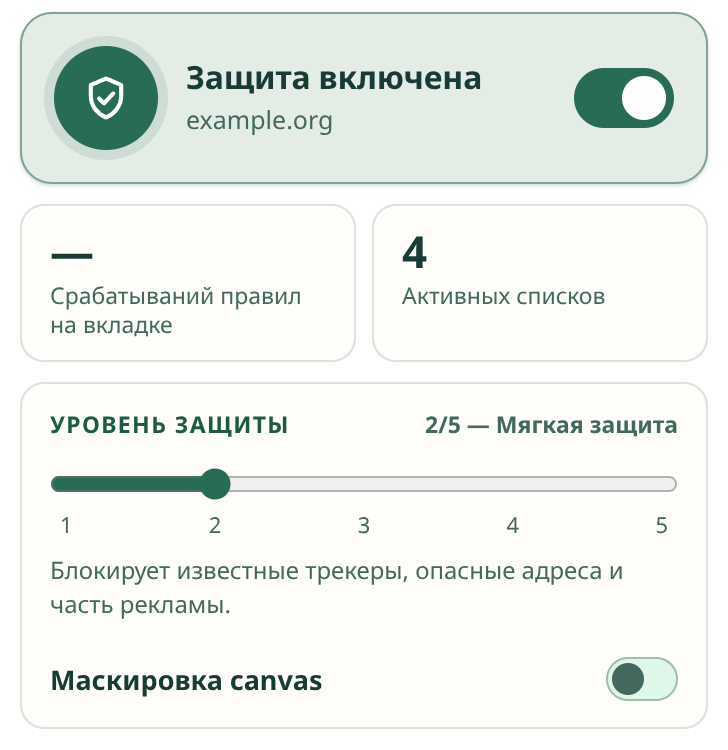 Защита включена
example.org
—
Срабатываний правил
на вкладке
4
Активных списков
УРОВЕНЬ ЗАЩИТЫ
2/5 — Мягкая защита
1 2 3 4 5
Блокирует известные трекеры, опасные адреса и
часть рекламы.
Маскировка canvas